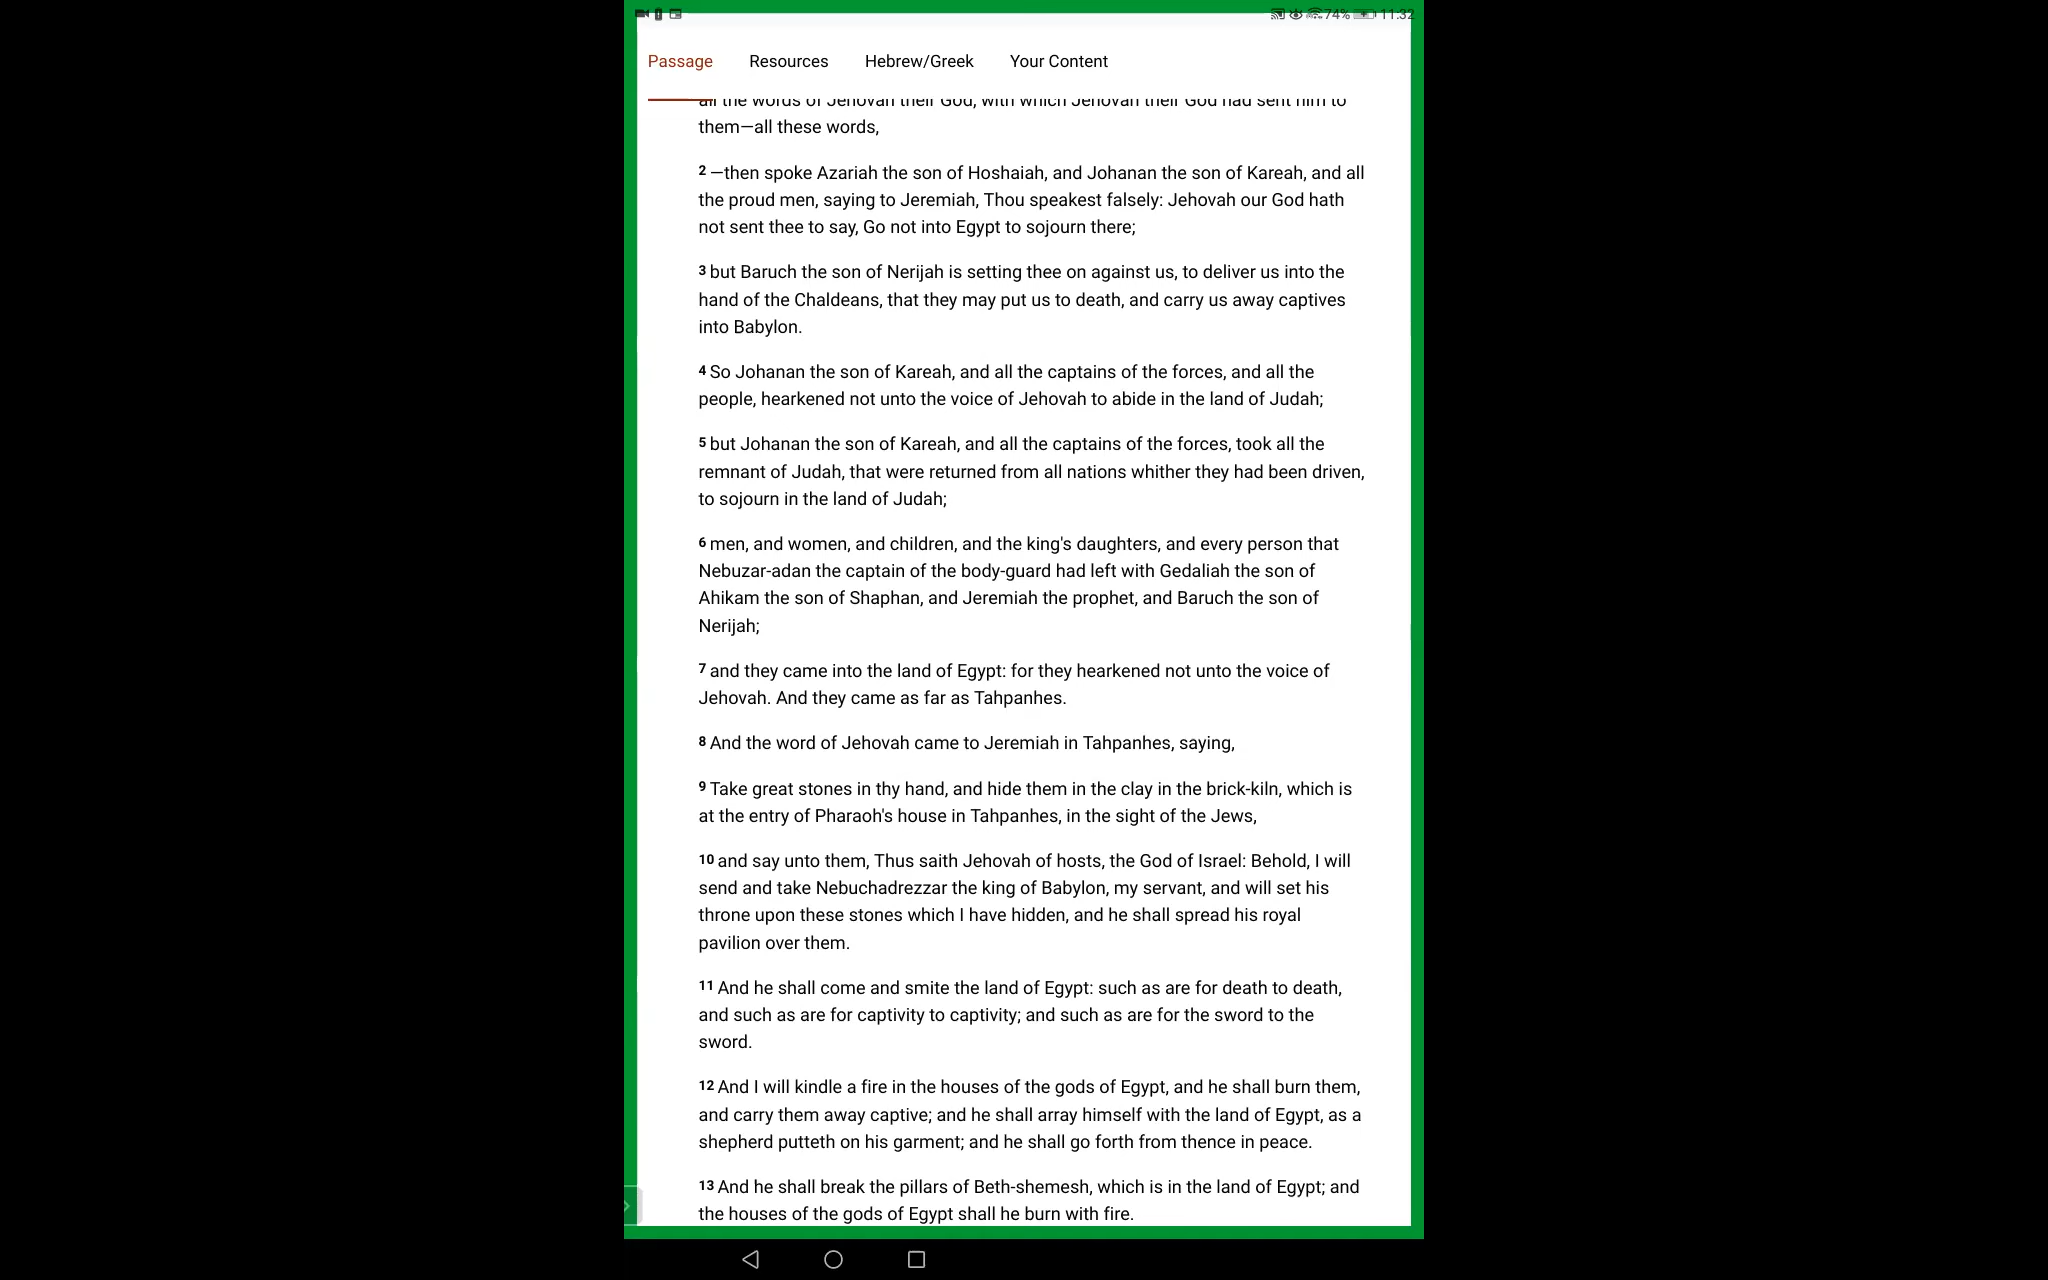 74% 11:32
Passage Resources Hebrew/Greek Your Content
all the words of Jehovah their God, with which Jehovah their God had sent him to
them—all these words,
2 —then spoke Azariah the son of Hoshaiah, and Johanan the son of Kareah, and all
the proud men, saying to Jeremiah, Thou speakest falsely: Jehovah our God hath
not sent thee to say, Go not into Egypt to sojourn there;
3 but Baruch the son of Nerijah is setting thee on against us, to deliver us into the
hand of the Chaldeans, that they may put us to death, and carry us away captives
into Babylon.
4 So Johanan the son of Kareah, and all the captains of the forces, and all the
people, hearkened not unto the voice of Jehovah to abide in the land of Judah;
5 but Johanan the son of Kareah, and all the captains of the forces, took all the
remnant of Judah, that were returned from all nations whither they had been driven,
to sojourn in the land of Judah;
6 men, and women, and children, and the king's daughters, and every person that
Nebuzar-adan the captain of the body-guard had left with Gedaliah the son of
Ahikam the son of Shaphan, and Jeremiah the prophet, and Baruch the son of
Nerijah;
7 and they came into the land of Egypt: for they hearkened not unto the voice of
Jehovah. And they came as far as Tahpanhes.
8 And the word of Jehovah came to Jeremiah in Tahpanhes, saying,
9 Take great stones in thy hand, and hide them in the clay in the brick-kiln, which is
at the entry of Pharaoh's house in Tahpanhes, in the sight of the Jews,
10 and say unto them, Thus saith Jehovah of hosts, the God of Israel: Behold, I will
send and take Nebuchadrezzar the king of Babylon, my servant, and will set his
throne upon these stones which I have hidden, and he shall spread his royal
pavilion over them.
11 And he shall come and smite the land of Egypt: such as are for death to death,
and such as are for captivity to captivity; and such as are for the sword to the
sword.
12 And I will kindle a fire in the houses of the gods of Egypt, and he shall burn them,
and carry them away captive; and he shall array himself with the land of Egypt, as a
shepherd putteth on his garment; and he shall go forth from thence in peace.
13 And he shall break the pillars of Beth-shemesh, which is in the land of Egypt; and
the houses of the gods of Egypt shall he burn with fire.